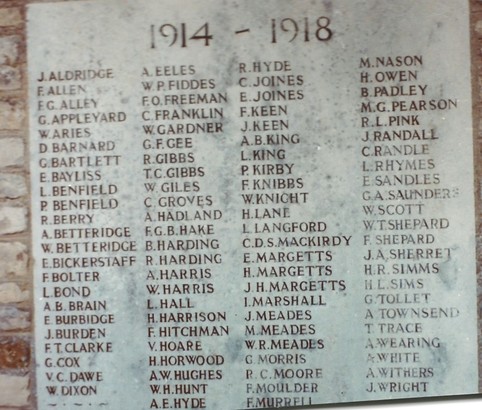 1914 - 1918
J. ALDRIDGE
F. ALLEN
F.G. ALLEY
G. APPLEYARD
W. ARIES
D. BARNARD
G. BARTLETT
E. BAYLISS
L. BENFIELD
P. BENFIELD
R. BERRY
A. BETTERIDGE
W. BETTERIDGE
E. BICKERSTAFF
F. BOLTER
L. BOND
A.B. BRAIN
E. BURBIDGE
J. BURDEN
F.T. CLARKE
G. COX
V.C. DAWE
W. DIXON
A. EELES
W.P. FIDDES
F.O. FREEMAN
C. FRANKLIN
W. GARDNER
G.F. GEE
R. GIBBS
T.C. GIBBS
W. GILES
C. GROVES
A. HADLAND
F.G.B. HAKE
B. HARDING
R. HARDING
A. HARRIS
W. HARRIS
L. HALL
H. HARRISON
F. HITCHMAN
V. HOARE
H. HORWOOD
A.W. HUGHES
W.H. HUNT
A.E. HYDE
R. HYDE
C. JOINES
E. JOINES
F. KEEN
J. KEEN
A.B. KING
L. KING
P. KIRBY
F. KNIBBS
W. KNIGHT
H. LANE
L. LANGFORD
C.D.S. MACKIRDY
E. MARGETTS
H. MARGETTS
J.H. MARGETTS
I. MARSHALL
J. MEADES
M. MEADES
W.R. MEADES
G. MORRIS
R.C. MOORE
F. MOULDER
F. MURRELL
M. NASON
H. OWEN
B. PADLEY
M.G. PEARSON
R.L. PINK
J. RANDALL
C. RANDLE
L. RHYMES
E. SANDLES
G.A. SAUNDERS
W. SCOTT
W.T. SHEPARD
F. SHEPARD
J.A. SHERRET
H.R. SIMMS
H.L. SIMS
G. TOLLET
A. TOWNSEND
T. TRACE
A. WEARING
A. WHITE
A. WITHERS
J. WRIGHT